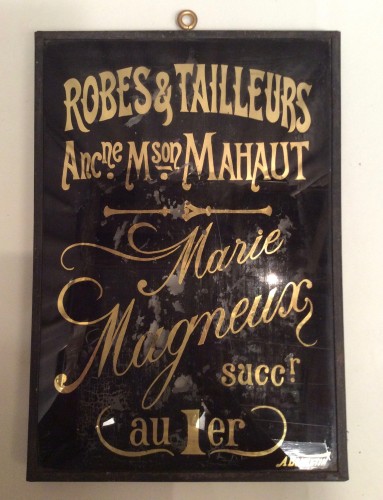 ROBES & TAILLEURS
Ancne Mson MAHAUT
Marie
Magneux
succr
au 1er